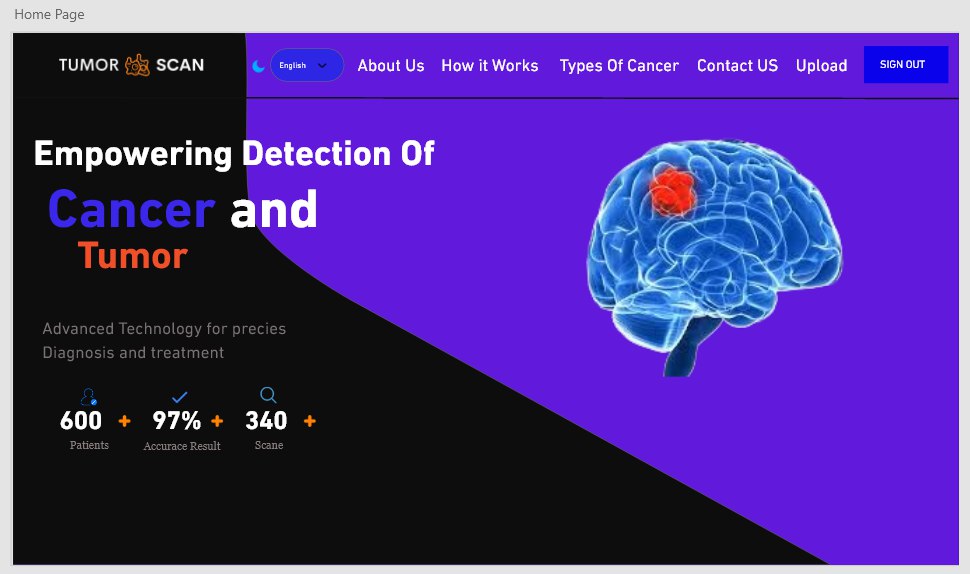 Home Page
TUMOR SCAN
English
About Us
How it Works
Types Of Cancer
Contact US
Upload
SIGN OUT
Empowering Detection Of
Cancer and
Tumor
Advanced Technology for precies
Diagnosis and treatment
600 + 97% + 340 +
Patients Accurace Result Scane